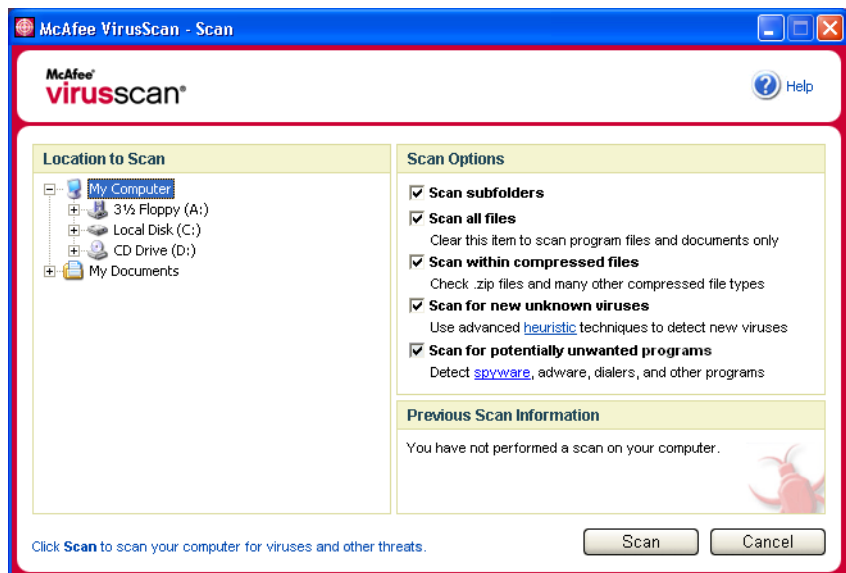 McAfee VirusScan - Scan
McAfee®
virusscan®
Help
Location to Scan
My Computer
3½ Floppy (A:)
Local Disk (C:)
CD Drive (D:)
My Documents
Scan Options
Scan subfolders
Scan all files
Clear this item to scan program files and documents only
Scan within compressed files
Check .zip files and many other compressed file types
Scan for new unknown viruses
Use advanced heuristic techniques to detect new viruses
Scan for potentially unwanted programs
Detect spyware, adware, dialers, and other programs
Previous Scan Information
You have not performed a scan on your computer.
Click Scan to scan your computer for viruses and other threats.
Scan
Cancel